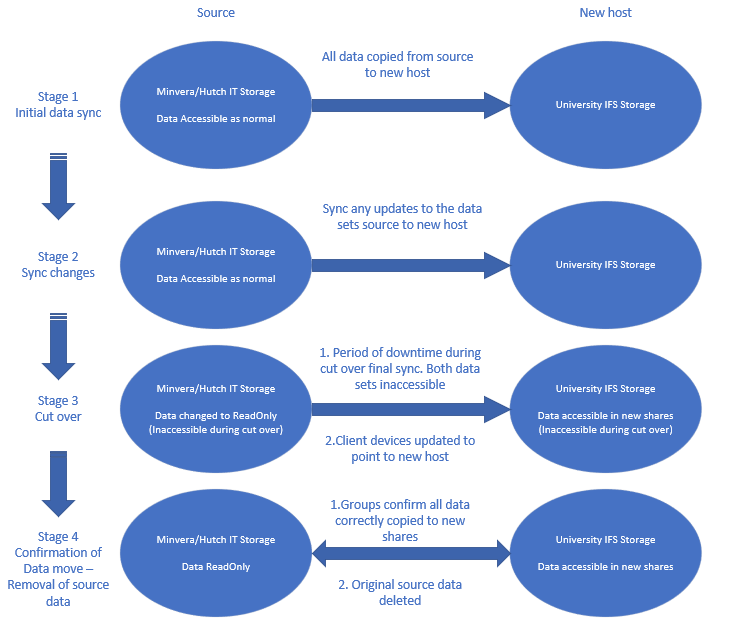 Source
New host
Stage 1
Initial data sync
Minvera/Hutch IT Storage
Data Accessible as normal
All data copied from source
to new host
University IFS Storage
Stage 2
Sync changes
Minvera/Hutch IT Storage
Data Accessible as normal
Sync any updates to the data
sets source to new host
University IFS Storage
Stage 3
Cut over
Minvera/Hutch IT Storage
Data changed to ReadOnly
(Inaccessible during cut over)
1. Period of downtime during
cut over final sync. Both data
sets inaccessible
2.Client devices updated to
point to new host
University IFS Storage
Data accessible in new shares
(Inaccessible during cut over)
Stage 4
Confirmation of
Data move –
Removal of source
data
Minvera/Hutch IT Storage
Data ReadOnly
1.Groups confirm all data
correctly copied to new
shares
2. Original source data
deleted
University IFS Storage
Data accessible in new shares